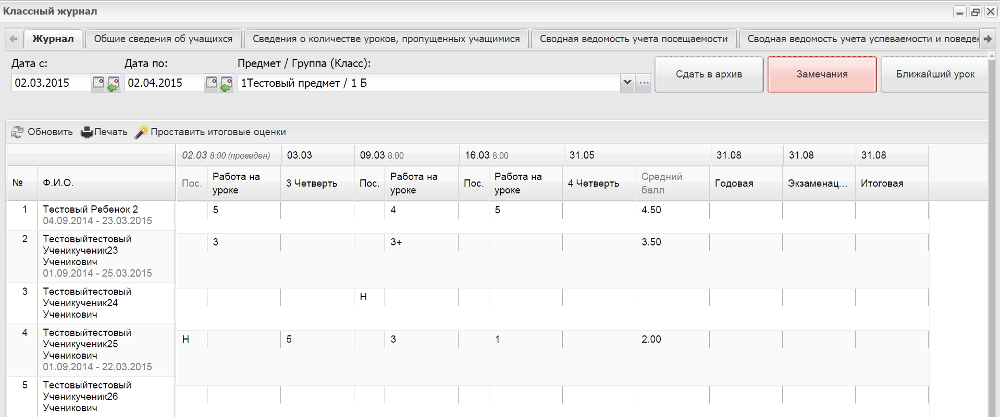 Классный журнал
Журнал
Общие сведения об учащихся
Сведения о количестве уроков, пропущенных учащимися
Сводная ведомость учета посещаемости
Сводная ведомость учета успеваемости и поведен
Дата с:
Дата по:
Предмет / Группа (Класс):
02.03.2015
02.04.2015
1Тестовый предмет / 1 Б
Сдать в архив
Замечания
Ближайший урок
Обновить
Печать
Проставить итоговые оценки
02.03 8:00 (проведен)
03.03
09.03 8:00
16.03 8:00
31.05
31.08
31.08
31.08
№
Ф.И.О.
Пос.
Работа на
уроке
3 Четверть
Пос.
Работа на
уроке
Пос.
Работа на
уроке
4 Четверть
Средний
балл
Годовая
Экзаменац...
Итоговая
1
Тестовый Ребенок 2
04.09.2014 - 23.03.2015
5
4
5
4.50
2
Тестовыйтестовый
Ученикученик23
Ученикович
01.09.2014 - 25.03.2015
3
3+
3.50
3
Тестовыйтестовый
Ученикученик24
Ученикович
Н
4
Тестовыйтестовый
Ученикученик25
Ученикович
01.09.2014 - 22.03.2015
Н
5
3
1
2.00
5
Тестовыйтестовый
Ученикученик26
Ученикович